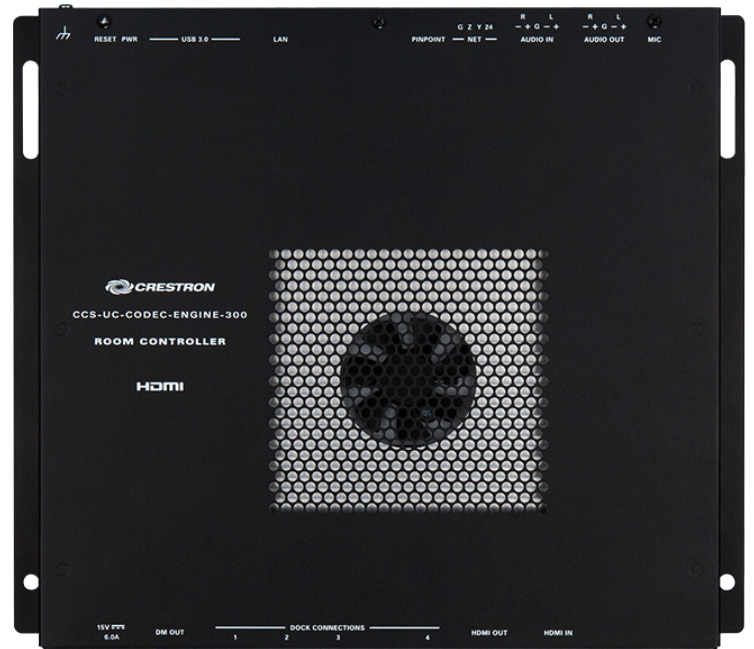 G Z Y 24
R L
R L
RESET PWR USB 3.0 LAN PINPOINT NET - + G - + AUDIO IN - + G - + AUDIO OUT MIC
CRESTRON
CCS-UC-CODEC-ENGINE-300
ROOM CONTROLLER
HDMI
15V
6.0A
DM OUT
DOCK CONNECTIONS
1 2 3 4
HDMI OUT
HDMI IN